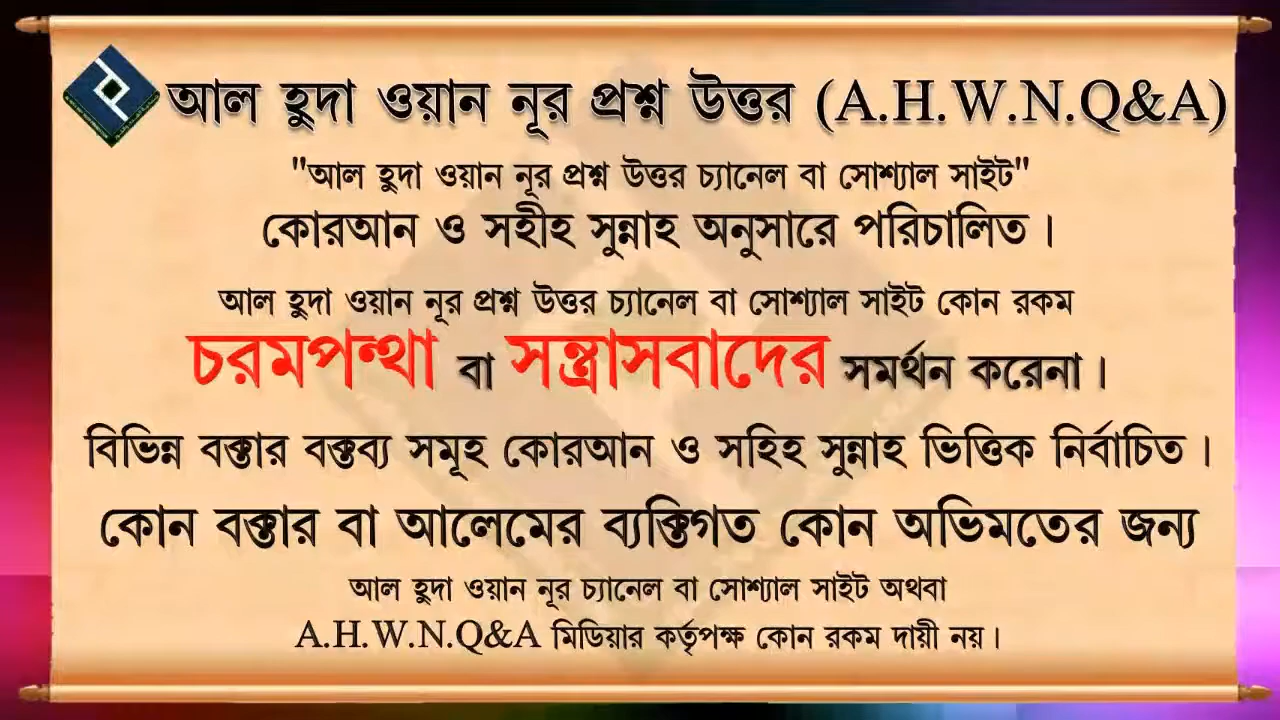 আল হুদা ওয়ান নূর প্রশ্ন উত্তর (A.H.W.N.Q&A)
"আল হুদা ওয়ান নূর প্রশ্ন উত্তর চ্যানেল বা সোশ্যাল সাইট"
কোরআন ও সহীহ সুন্নাহ অনুসারে পরিচালিত।
আল হুদা ওয়ান নূর প্রশ্ন উত্তর চ্যানেল বা সোশ্যাল সাইট কোন রকম
চরমপন্থা বা সন্ত্রাসবাদের সমর্থন করেনা।
বিভিন্ন বক্তার বক্তব্য সমূহ কোরআন ও সহিহ সুন্নাহ ভিত্তিক নির্বাচিত।
কোন বক্তার বা আলেমের ব্যক্তিগত কোন অভিমতের জন্য
আল হুদা ওয়ান নূর চ্যানেল বা সোশ্যাল সাইট অথবা
A.H.W.N.Q&A মিডিয়ার কর্তৃপক্ষ কোন রকম দায়ী নয়।